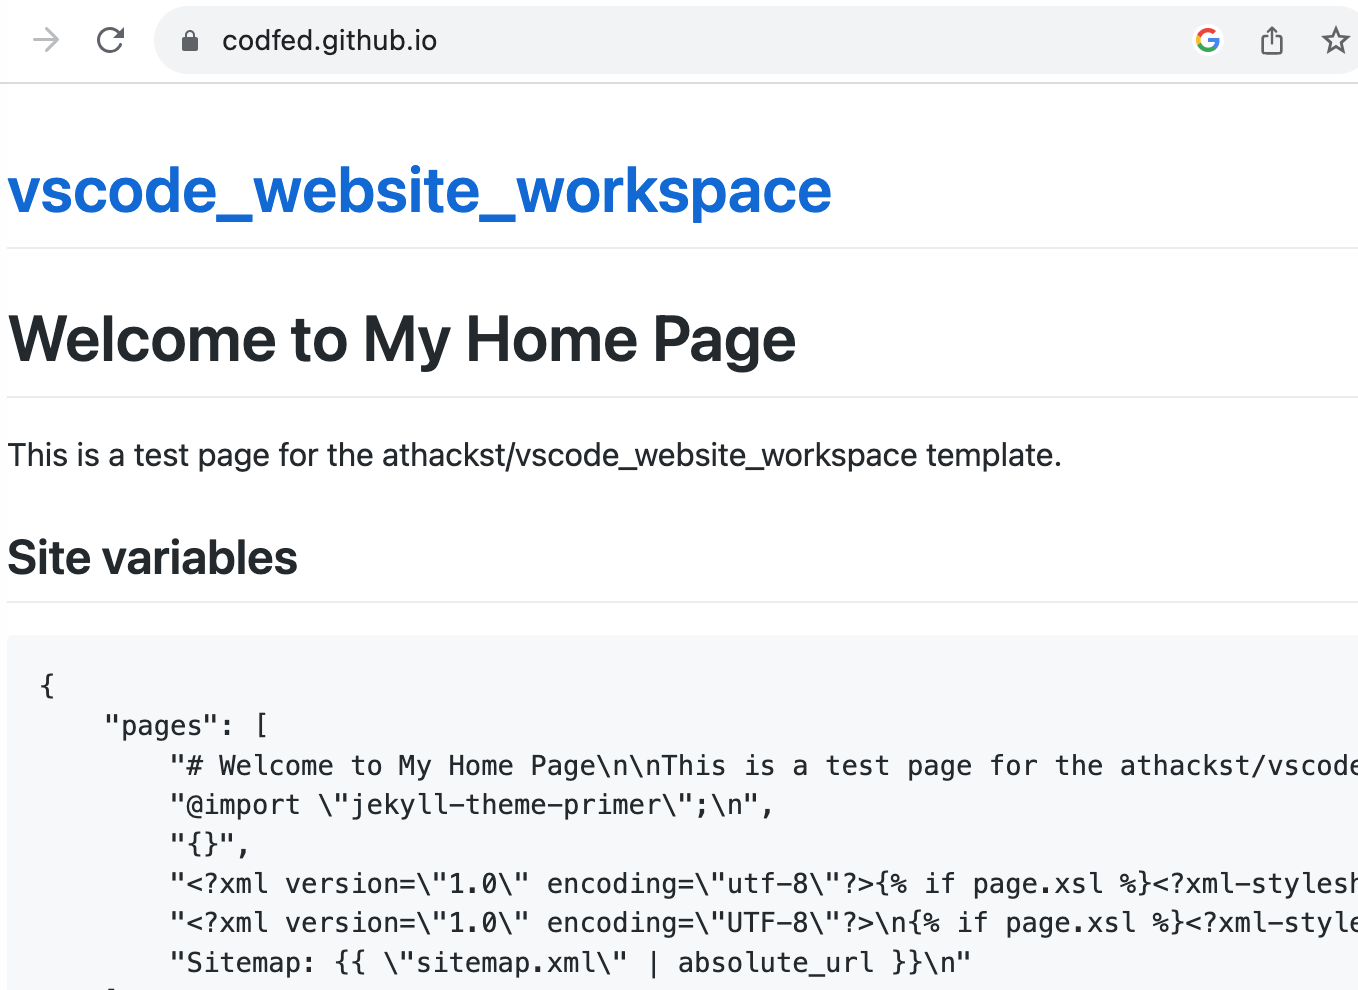 codfed.github.io
vscode_website_workspace
Welcome to My Home Page
This is a test page for the athackst/vscode_website_workspace template.
Site variables
{
"pages": [
"# Welcome to My Home Page\n\nThis is a test page for the athackst/vscode
"@import \"jekyll-theme-primer\";\n",
"{}",
"<?xml version=\"1.0\" encoding=\"utf-8\"?>{% if page.xsl %}<?xml-stylesh
"<?xml version=\"1.0\" encoding=\"UTF-8\"?>\n{% if page.xsl %}<?xml-style
"Sitemap: {{ \"sitemap.xml\" | absolute_url }}\n"